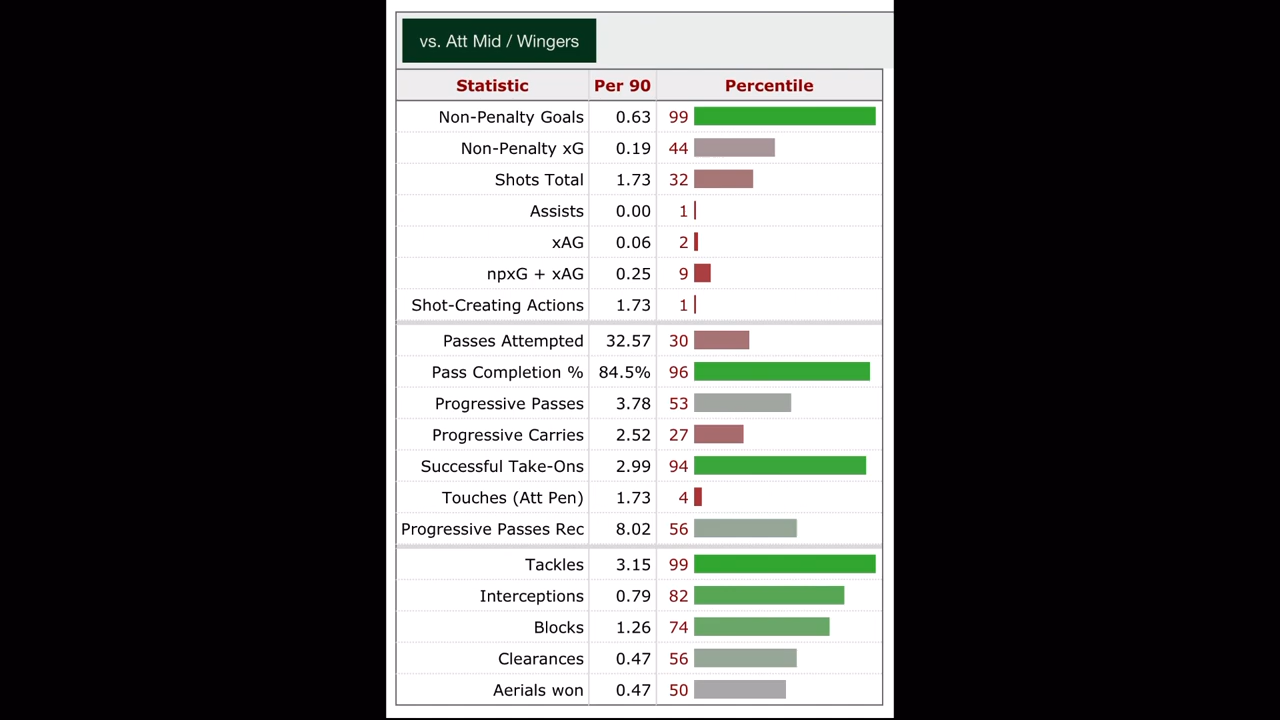 vs. Att Mid / Wingers
Statistic Per 90 Percentile
Non-Penalty Goals 0.63 99
Non-Penalty xG 0.19 44
Shots Total 1.73 32
Assists 0.00 1
xAG 0.06 2
npxG + xAG 0.25 9
Shot-Creating Actions 1.73 1
Passes Attempted 32.57 30
Pass Completion % 84.5% 96
Progressive Passes 3.78 53
Progressive Carries 2.52 27
Successful Take-Ons 2.99 94
Touches (Att Pen) 1.73 4
Progressive Passes Rec 8.02 56
Tackles 3.15 99
Interceptions 0.79 82
Blocks 1.26 74
Clearances 0.47 56
Aerials won 0.47 50